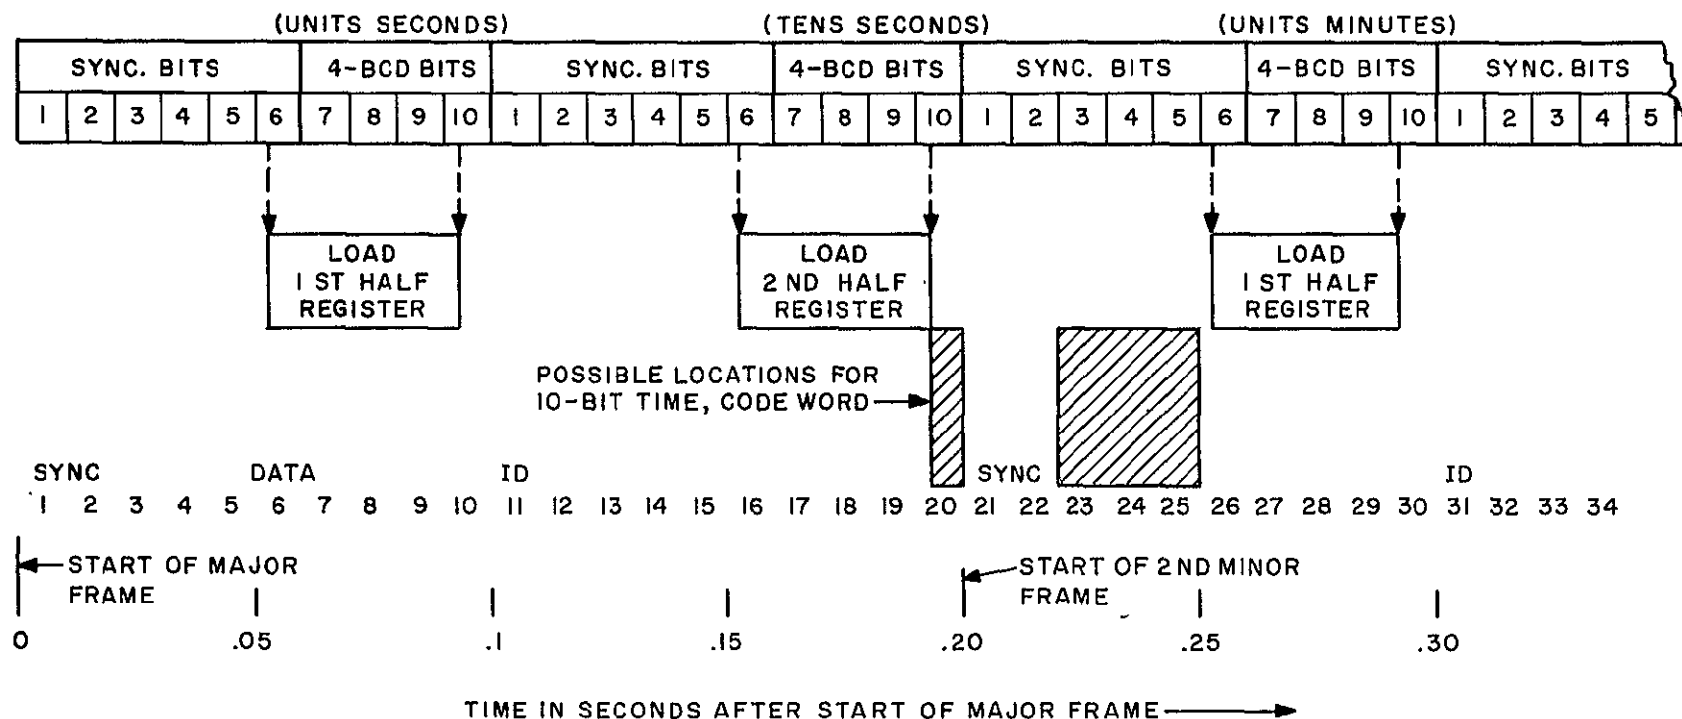 (UNITS SECONDS) (TENS SECONDS) (UNITS MINUTES)
SYNC. BITS 4-BCD BITS SYNC. BITS 4-BCD BITS SYNC. BITS 4-BCD BITS SYNC. BITS
1 2 3 4 5 6 7 8 9 10 1 2 3 4 5 6 7 8 9 10 1 2 3 4 5 6 7 8 9 10 1 2 3 4 5
LOAD
1 ST HALF
REGISTER
LOAD
2 ND HALF
REGISTER
LOAD
1 ST HALF
REGISTER
POSSIBLE LOCATIONS FOR
10-BIT TIME, CODE WORD
SYNC DATA ID SYNC ID
1 2 3 4 5 6 7 8 9 10 11 12 13 14 15 16 17 18 19 20 21 22 23 24 25 26 27 28 29 30 31 32 33 34
START OF MAJOR
FRAME
START OF 2ND MINOR
FRAME
0 .05 .1 .15 .20 .25 .30
TIME IN SECONDS AFTER START OF MAJOR FRAME